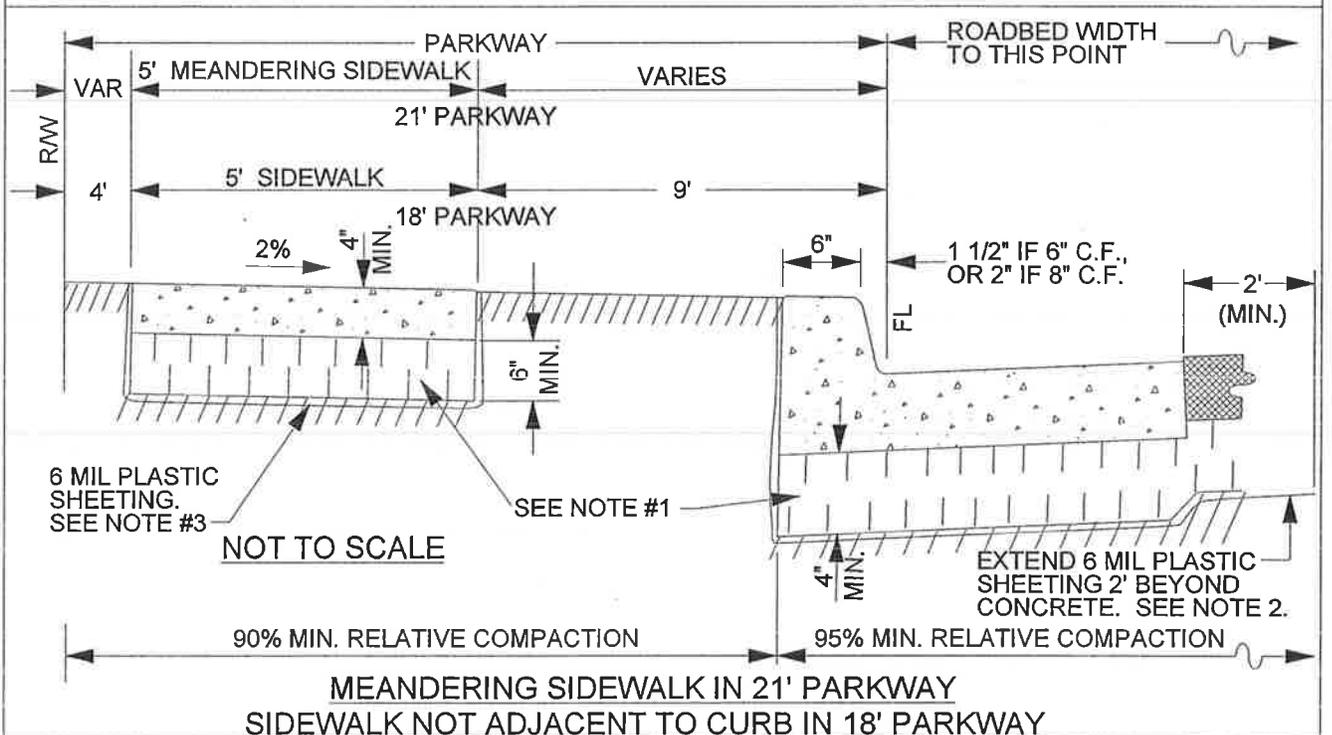 PARKWAY
ROADBED WIDTH
TO THIS POINT
VAR
5' MEANDERING SIDEWALK
VARIES
21' PARKWAY
R/W
4'
5' SIDEWALK
9'
18' PARKWAY
2%
4"
MIN.
6"
1 1/2" IF 6" C.F.,
OR 2" IF 8" C.F.
2'
(MIN.)
FL
6"
MIN.
6 MIL PLASTIC
SHEETING.
SEE NOTE #3
SEE NOTE #1
NOT TO SCALE
4"
MIN.
EXTEND 6 MIL PLASTIC
SHEETING 2' BEYOND
CONCRETE. SEE NOTE 2.
90% MIN. RELATIVE COMPACTION
95% MIN. RELATIVE COMPACTION
MEANDERING SIDEWALK IN 21' PARKWAY
SIDEWALK NOT ADJACENT TO CURB IN 18' PARKWAY